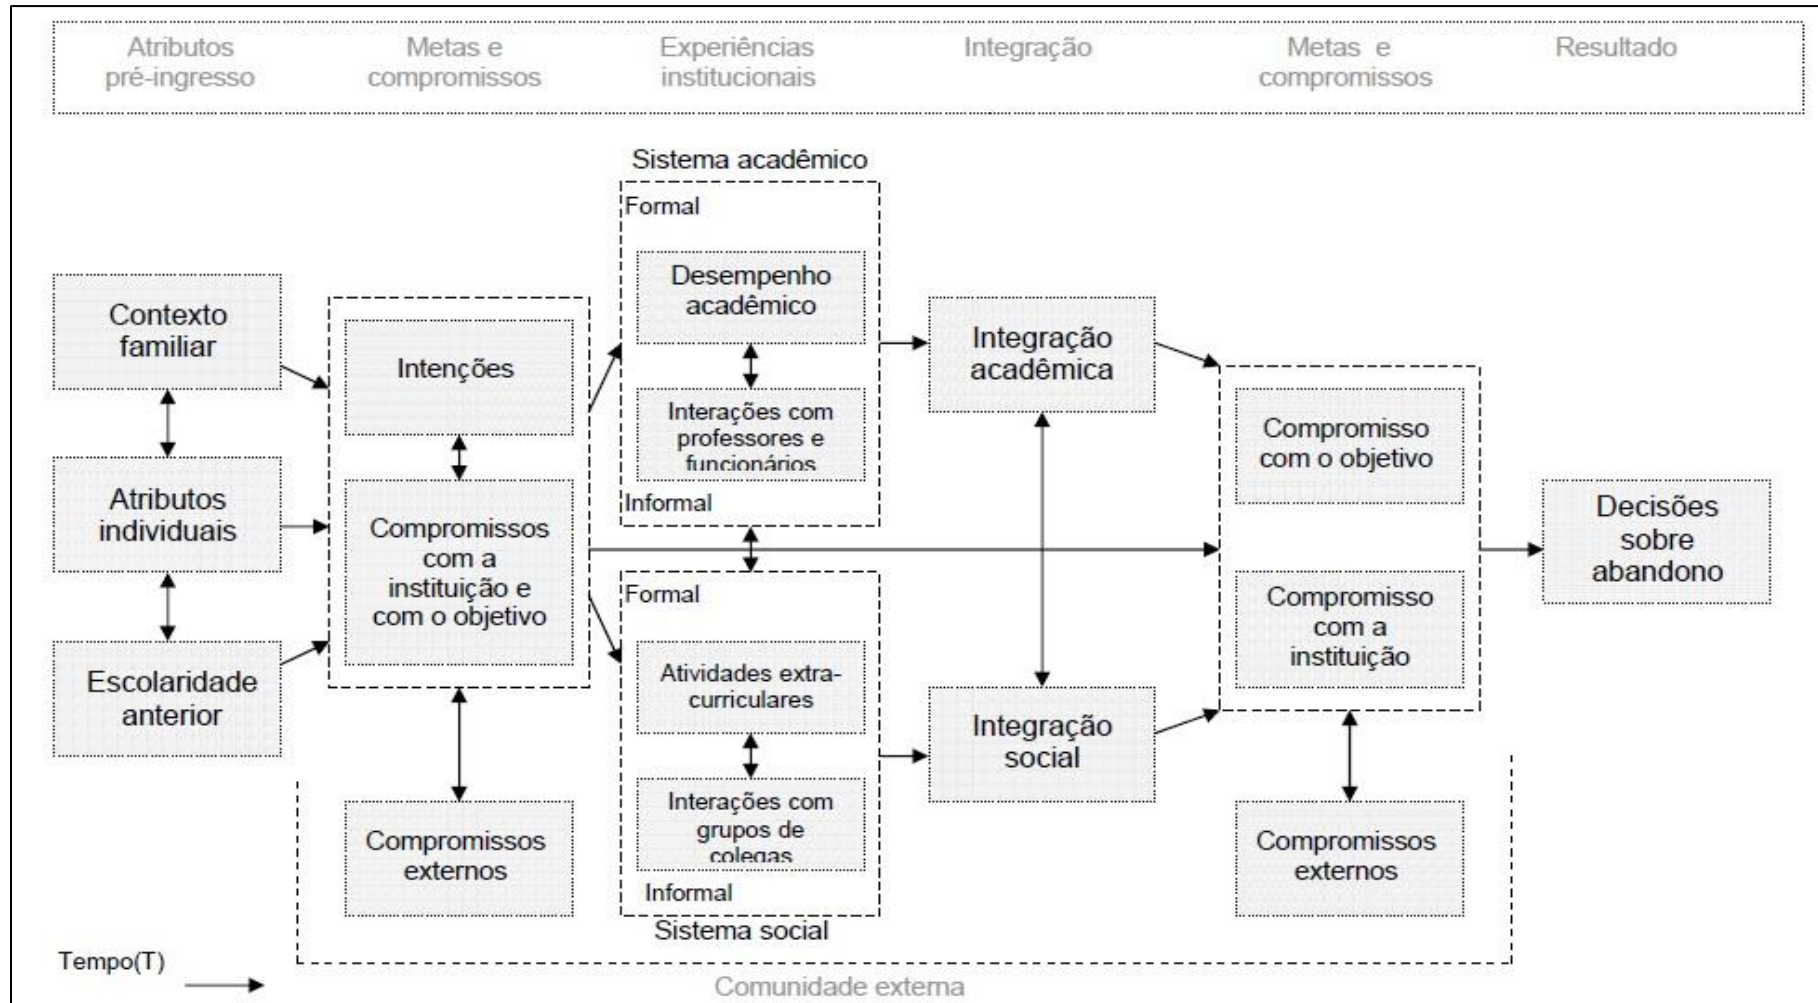 Atributos
pré-ingresso
Metas e
compromissos
Experiências
institucionais
Integração
Metas e
compromissos
Resultado
Sistema acadêmico
Formal
Desempenho
acadêmico
Interações com
professores e
funcionários
Informal
Contexto
familiar
Atributos
individuais
Escolaridade
anterior
Intenções
Compromissos
com a
instituição e
com o objetivo
Compromissos
externos
Formal
Atividades extra-
curriculares
Interações com
grupos de
colegas
Informal
Sistema social
Integração
acadêmica
Integração
social
Compromisso
com o objetivo
Compromisso
com a
instituição
Compromissos
externos
Decisões
sobre
abandono
Tempo(T)
Comunidade externa